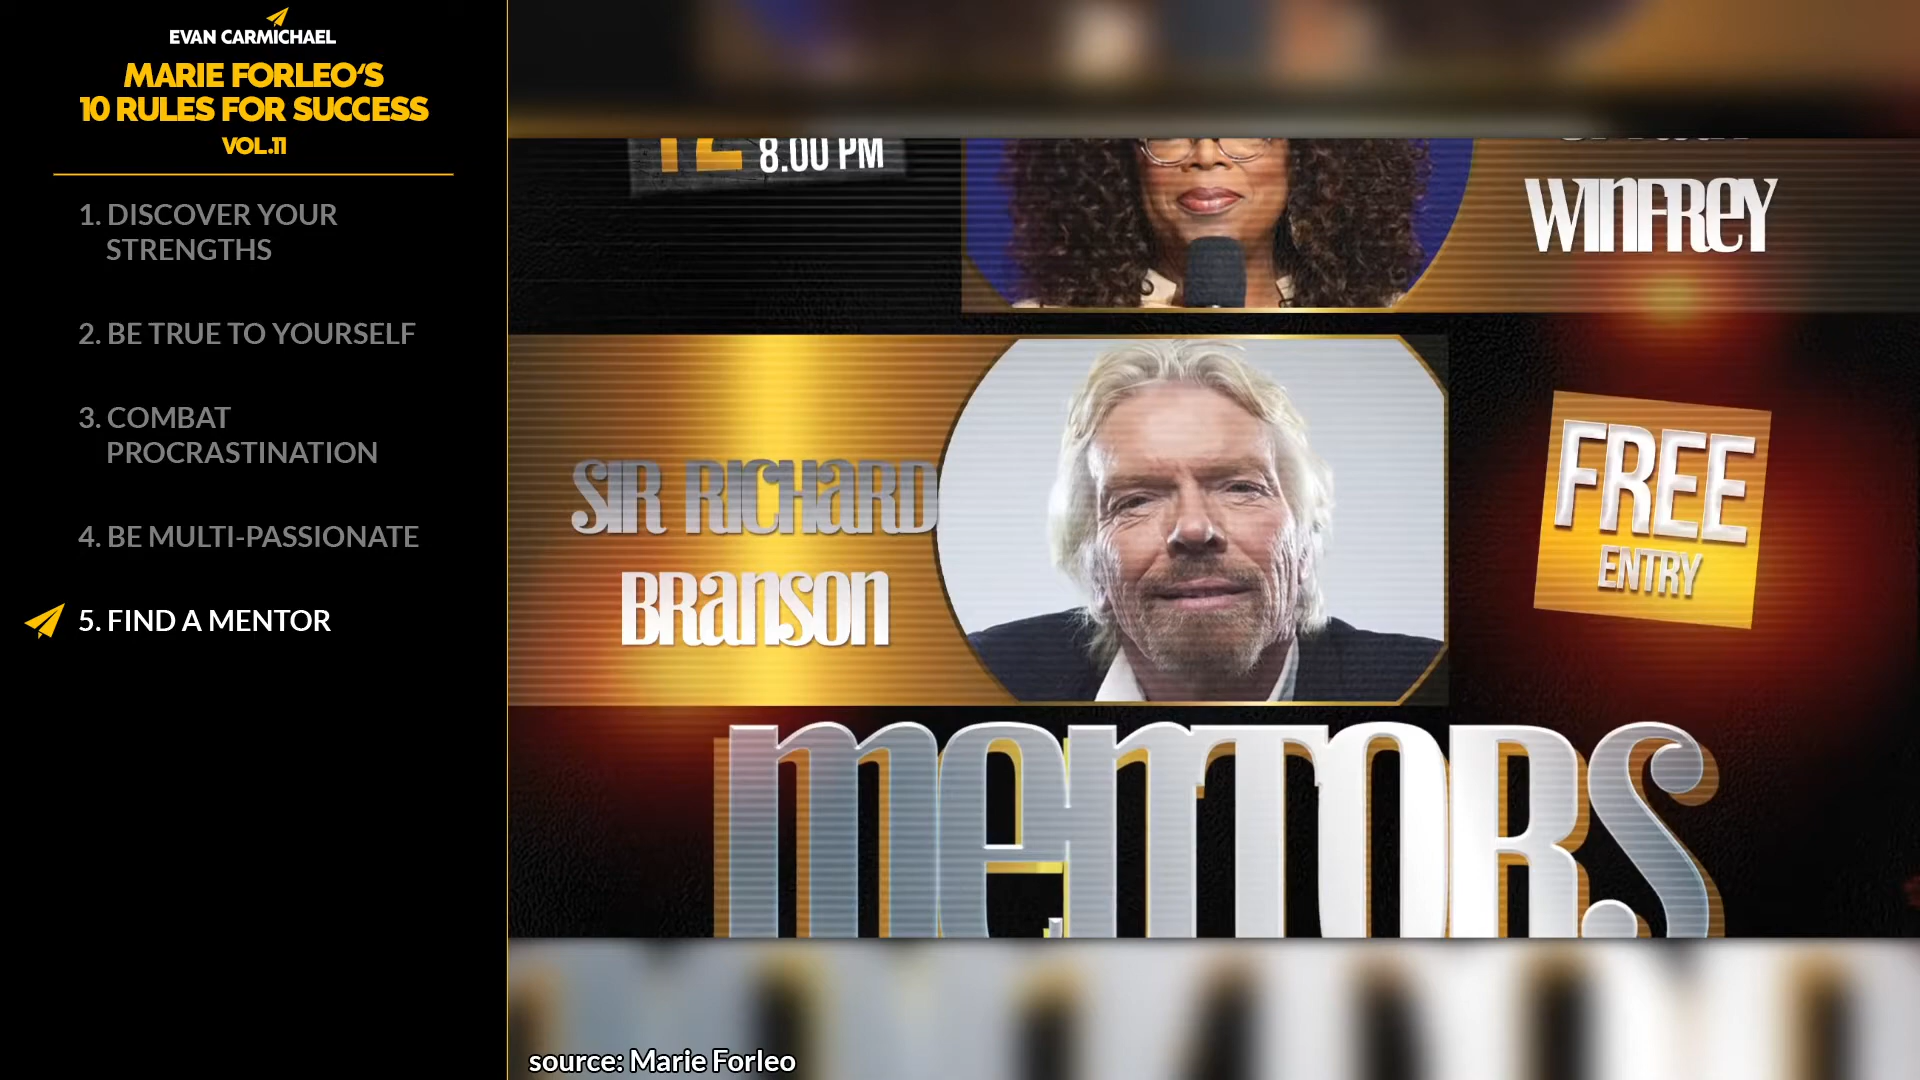 EVAN CARMICHAEL
MARIE FORLEO'S
10 RULES FOR SUCCESS
VOL.11
1. DISCOVER YOUR
STRENGTHS
2. BE TRUE TO YOURSELF
3. COMBAT
PROCRASTINATION
4. BE MULTI-PASSIONATE
5. FIND A MENTOR
12
8.00 PM
WINFREY
SIR RICHARD
BRANSON
FREE
ENTRY
MENTORS
source: Marie Forleo